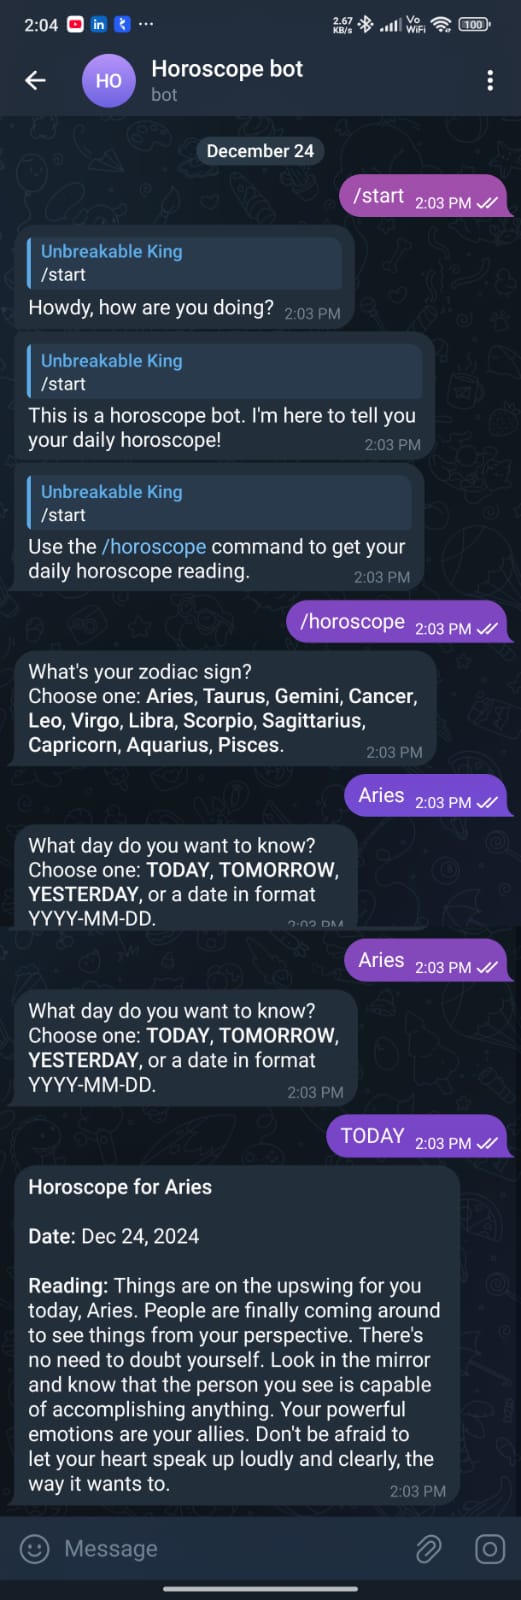 2:04
2.67 KB/s
Vo WiFi
100
HO
Horoscope bot
bot
December 24
/start 2:03 PM
Unbreakable King
/start
Howdy, how are you doing? 2:03 PM
Unbreakable King
/start
This is a horoscope bot. I'm here to tell you
your daily horoscope! 2:03 PM
Unbreakable King
/start
Use the /horoscope command to get your
daily horoscope reading. 2:03 PM
/horoscope 2:03 PM
What's your zodiac sign?
Choose one: Aries, Taurus, Gemini, Cancer,
Leo, Virgo, Libra, Scorpio, Sagittarius,
Capricorn, Aquarius, Pisces. 2:03 PM
Aries 2:03 PM
What day do you want to know?
Choose one: TODAY, TOMORROW,
YESTERDAY, or a date in format
YYYY-MM-DD. 2:03 PM
Aries 2:03 PM
What day do you want to know?
Choose one: TODAY, TOMORROW,
YESTERDAY, or a date in format
YYYY-MM-DD. 2:03 PM
TODAY 2:03 PM
Horoscope for Aries
Date: Dec 24, 2024
Reading: Things are on the upswing for you
today, Aries. People are finally coming around
to see things from your perspective. There's
no need to doubt yourself. Look in the mirror
and know that the person you see is capable
of accomplishing anything. Your powerful
emotions are your allies. Don't be afraid to
let your heart speak up loudly and clearly, the
way it wants to. 2:03 PM
Message